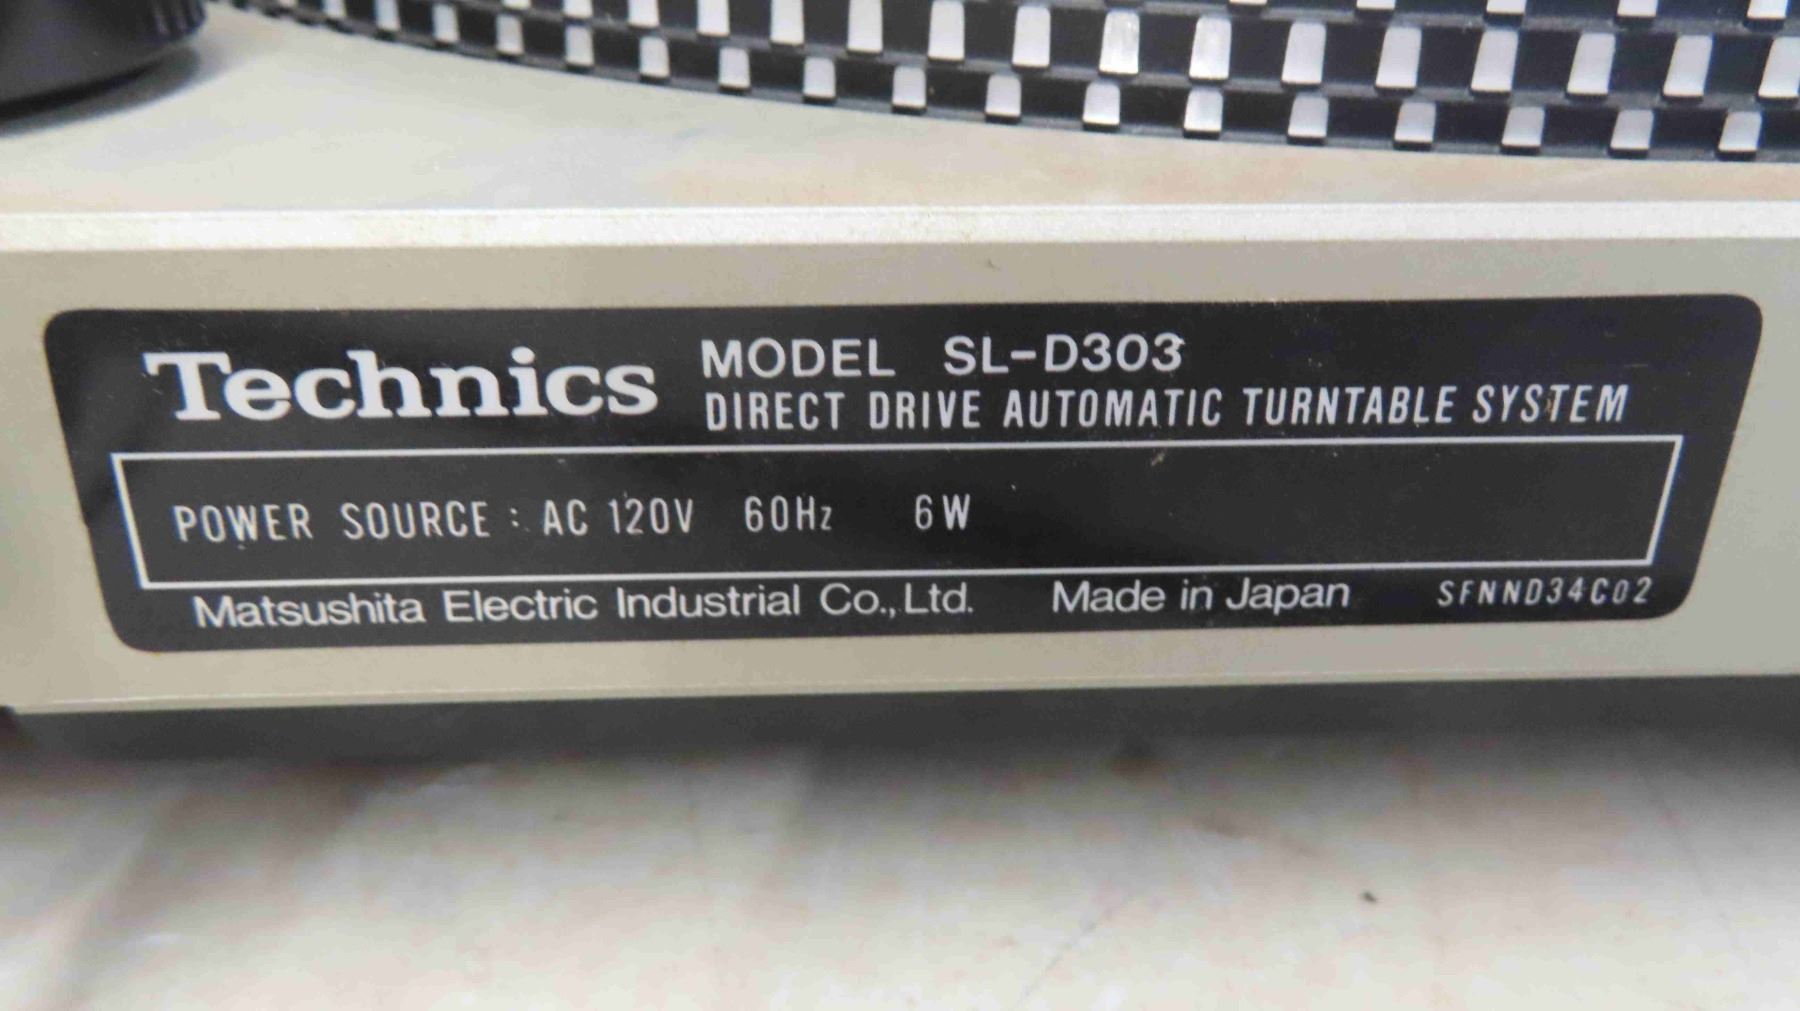 Technics MODEL SL-D303
DIRECT DRIVE AUTOMATIC TURNTABLE SYSTEM
POWER SOURCE : AC 120V 60Hz 6W
Matsushita Electric Industrial Co., Ltd. Made in Japan SFNND34C02